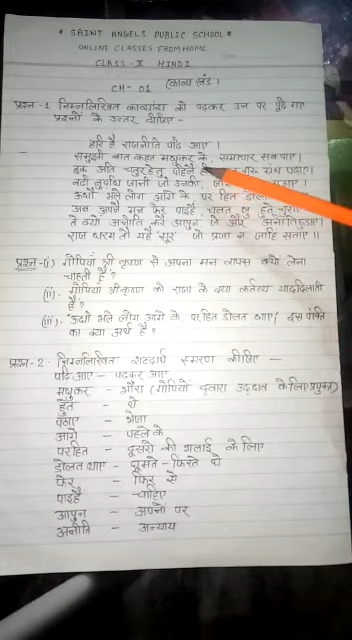 * SAINT ANGELS PUBLIC SCHOOL *
ONLINE CLASSES FROM HOME
CLASS - X HINDI
CH - 01 (काव्य खंड)
प्रश्न-1 निम्नलिखित काव्यांश को पढ़कर उन पर पूछे गए
प्रश्नों के उत्तर दीजिए -
हरि हैं राजनीति पढ़ि आए।
समुझी बात कहत मधुकर के, समाचार सब पाए।
इक अति चतुर हुते पहिलैं ही पढ़ाए।
बढ़ी बुद्धि जानी जो उनकी,
ऊधौ भले लोग आगे के, पर हित
अब अपने मन फेर पाइहैं, चलत
ते क्यों अनीति करैं आपुन, जे और अनीति छुड़ाए।
राज धरम तौ यहै 'सूर' जो प्रजा न जाहिं सताए।।
प्रश्न-(i) गोपियाँ श्री कृष्ण से अपना मन वापस क्यों लेना
चाहती हैं?
(ii). गोपियाँ श्रीकृष्ण को राजा के क्या कर्तव्य याद दिलाती
हैं?
(iii). 'ऊधौ भले लोग आगे के परहित डोलत धाए', इस पंक्ति
का क्या अर्थ है?
प्रश्न-2. निम्नलिखित शब्दार्थ स्मरण कीजिए -
पढ़ि आए - पढ़कर आए
मधुकर - भौंरा (गोपियों द्वारा उद्धव के लिए प्रयुक्त)
हुते - थे
पठाए - भेजा
आगे - पहले के
परहित - दूसरों की भलाई के लिए
डोलत धाए - घूमते-फिरते थे
फेर - फिर से
पाइहैं - चाहिए
आपुन - अपनों पर
अनीति - अन्याय